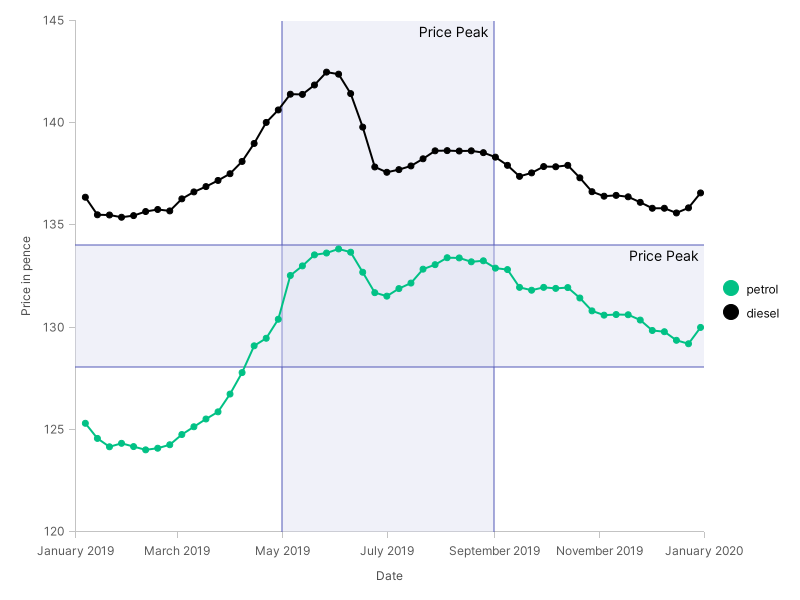 145
Price Peak
140
135
Price Peak
Price in pence
petrol
diesel
130
125
120
January 2019 March 2019 May 2019 July 2019 September 2019 November 2019 January 2020
Date